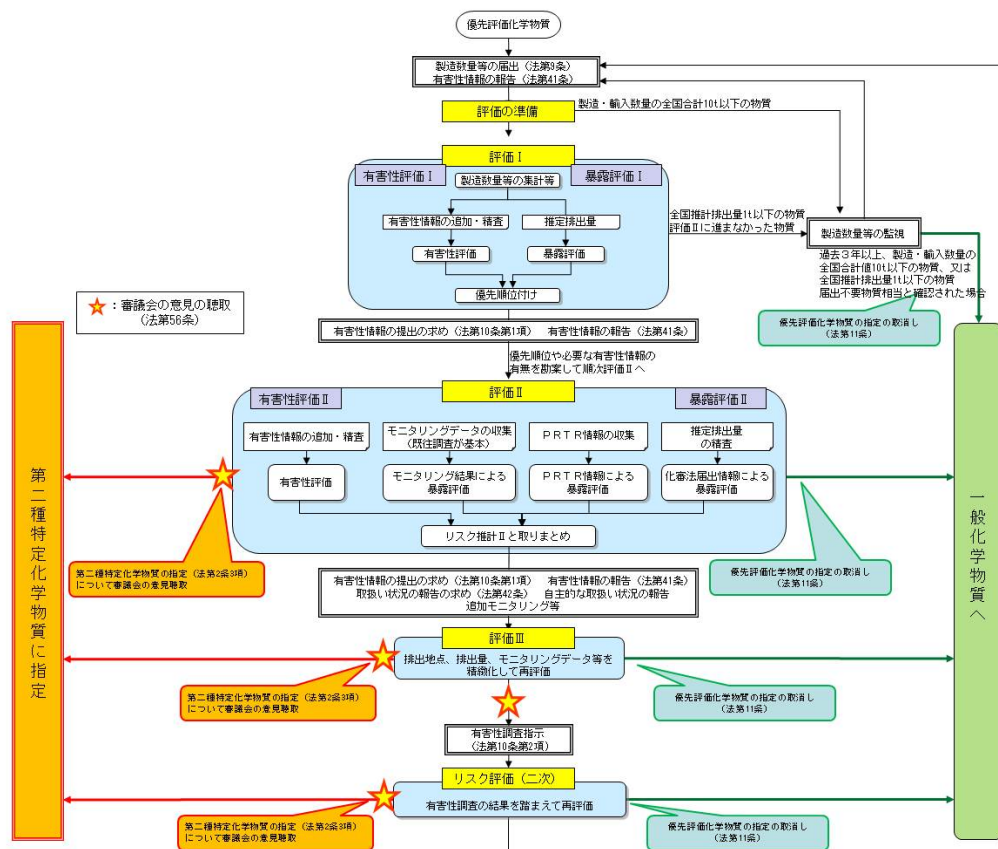 優先評価化学物質
製造数量等の届出（法第9条）
有害性情報の報告（法第41条）
評価の準備
製造・輸入数量の全国合計10t以下の物質
評価Ⅰ
有害性評価Ⅰ
暴露評価Ⅰ
製造数量等の集計等
有害性情報の追加・精査
推定排出量
有害性評価
暴露評価
優先順位付け
全国推計排出量1t以下の物質
評価Ⅱに進まなかった物質
製造数量等の監視
過去３年以上、製造・輸入数量の
全国合計値10t以下の物質、又は
全国推計排出量1t以下の物質
届出不要物質相当と確認された場合
：審議会の意見の聴取
（法第56条）
優先評価化学物質の指定の取消し
（法第11条）
有害性情報の提出の求め（法第10条第1項）　有害性情報の報告（法第41条）
優先順位や必要な有害性情報の
有無を勘案して順次評価Ⅱへ
評価Ⅱ
有害性評価Ⅱ
暴露評価Ⅱ
有害性情報の追加・精査
モニタリングデータの収集
（既往調査が基本）
ＰＲＴＲ情報の収集
推定排出量
の精査
有害性評価
モニタリング結果による
暴露評価
ＰＲＴＲ情報による
暴露評価
化審法届出情報による
暴露評価
リスク推計Ⅱと取りまとめ
第二種特定化学物質に指定
一般化学物質へ
第二種特定化学物質の指定（法第2条3項）
について審議会の意見聴取
優先評価化学物質の指定の取消し
（法第11条）
有害性情報の提出の求め（法第10条第1項）　有害性情報の報告（法第41条）
取扱い状況の報告の求め（法第42条）　自主的な取扱い状況の報告
追加モニタリング等
評価Ⅲ
排出地点、排出量、モニタリングデータ等を
精緻化して再評価
第二種特定化学物質の指定（法第2条3項）
について審議会の意見聴取
優先評価化学物質の指定の取消し
（法第11条）
有害性調査指示
（法第10条第2項）
リスク評価（二次）
有害性調査の結果を踏まえて再評価
第二種特定化学物質の指定（法第2条3項）
について審議会の意見聴取
優先評価化学物質の指定の取消し
（法第11条）